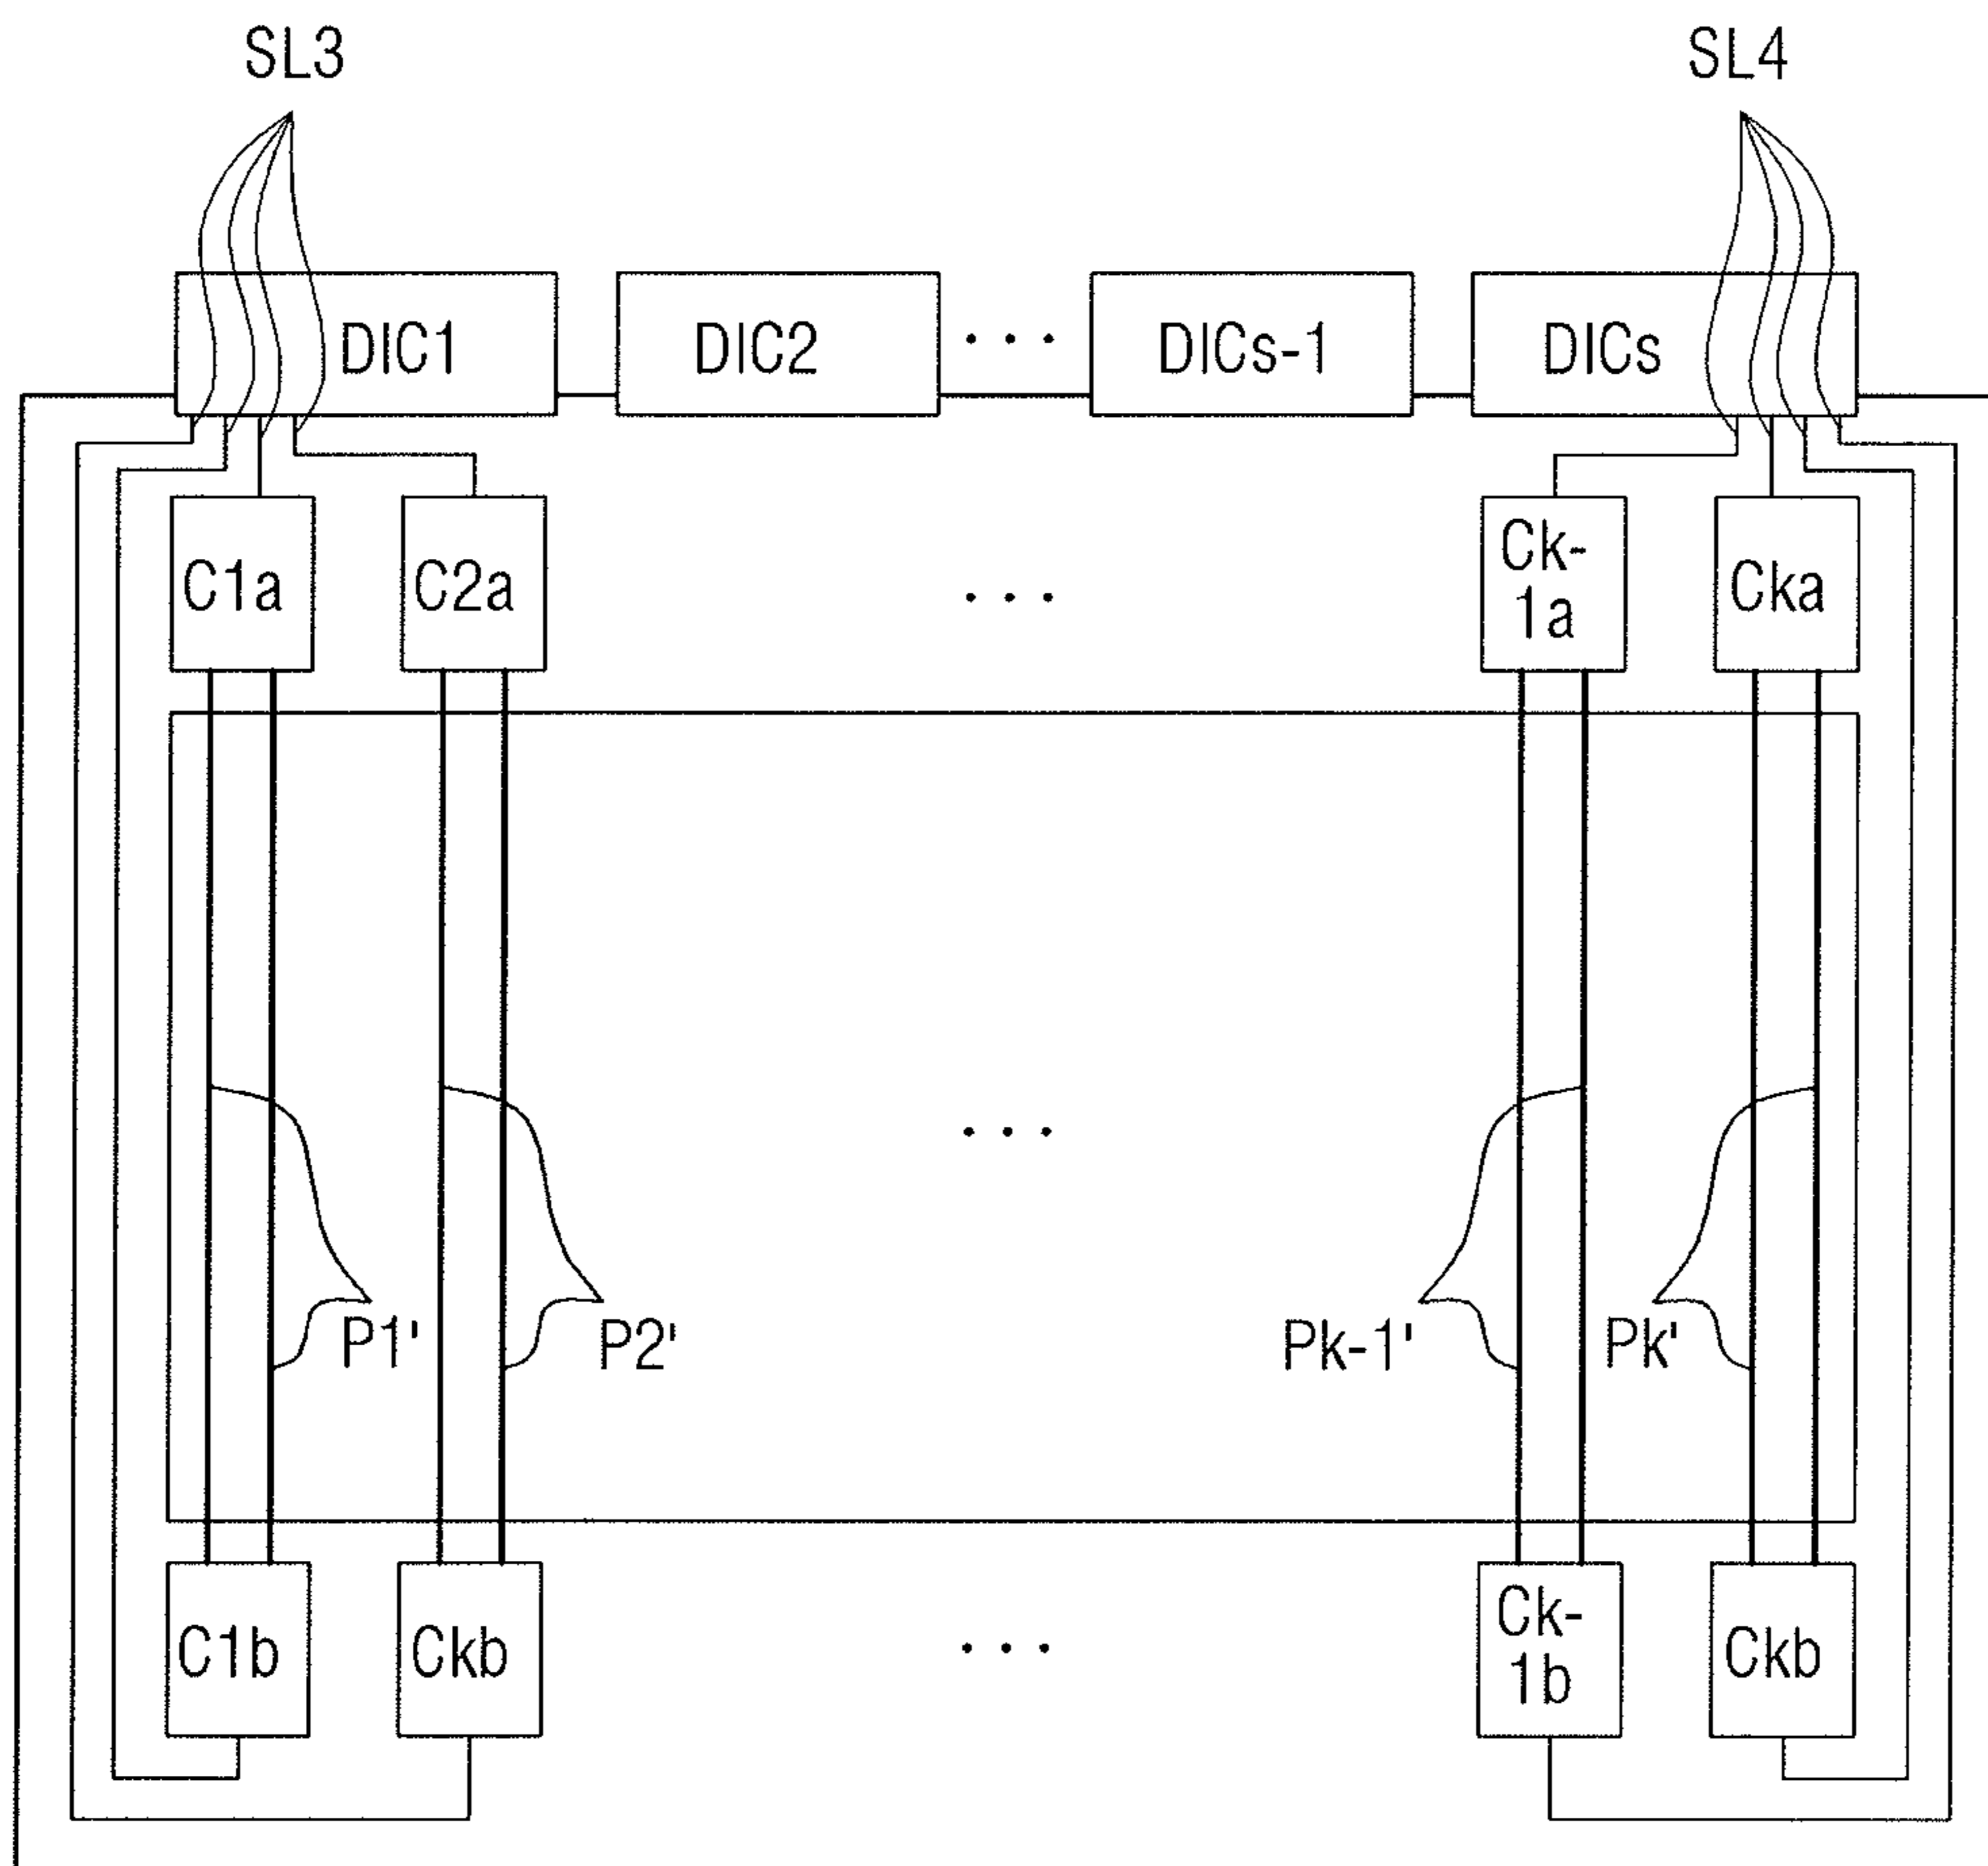 SL3 SL4
DIC1 DIC2 ... DICs-1 DICs
C1a C2a ... Ck-
1a Cka
...
P1' P2' Pk-1' Pk'
C1b Ckb ... Ck-
1b Ckb